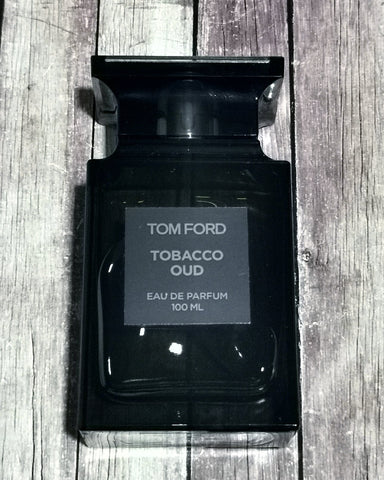 TOM FORD
TOBACCO
OUD
EAU DE PARFUM
100 ML